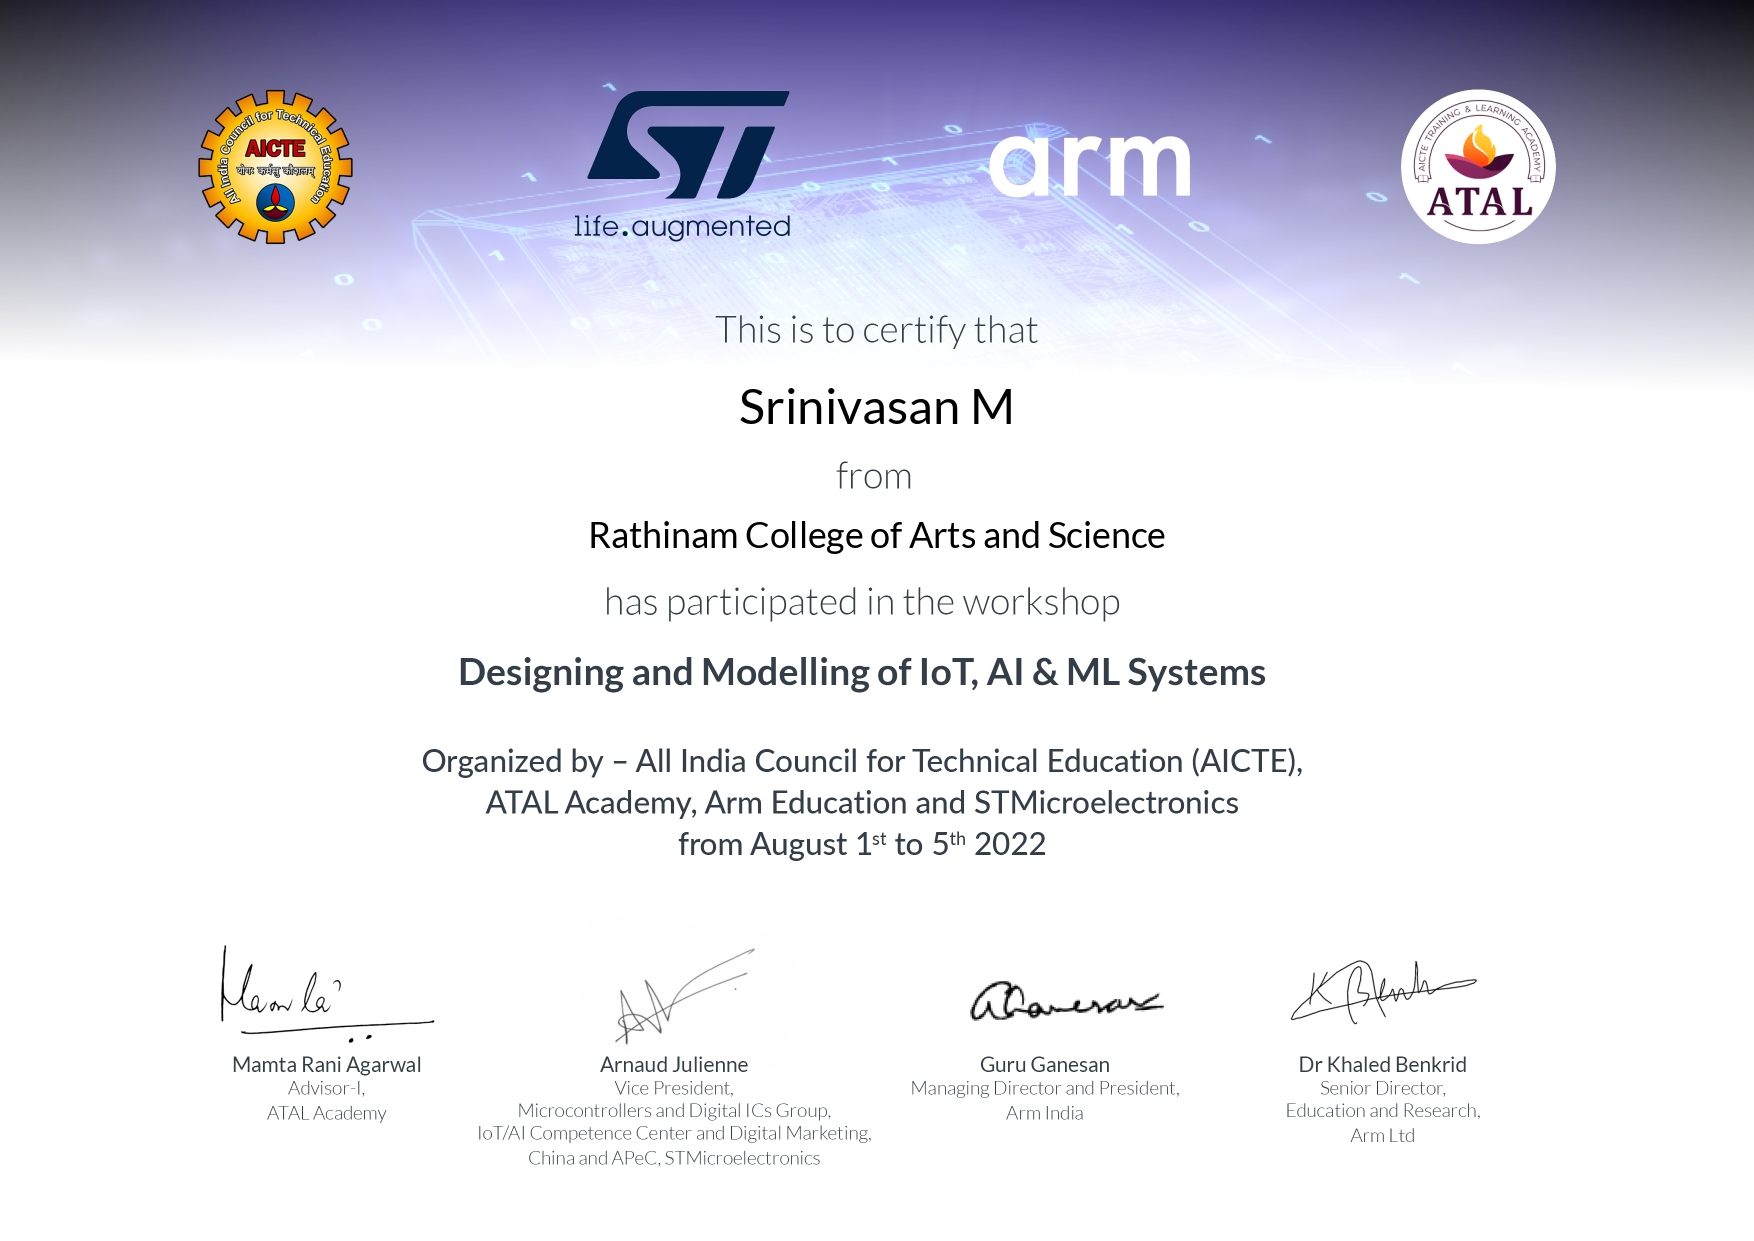 All India Council for Technical Education
AICTE
योगः कर्मसु कौशलम्
ST
life.augmented
arm
AICTE TRAINING & LEARNING ACADEMY
ATAL
This is to certify that
Srinivasan M
from
Rathinam College of Arts and Science
has participated in the workshop
Designing and Modelling of IoT, AI & ML Systems
Organized by – All India Council for Technical Education (AICTE),
ATAL Academy, Arm Education and STMicroelectronics
from August 1st to 5th 2022
Mamta Rani Agarwal
Advisor-I,
ATAL Academy
Arnaud Julienne
Vice President,
Microcontrollers and Digital ICs Group,
IoT/AI Competence Center and Digital Marketing,
China and APeC, STMicroelectronics
Guru Ganesan
Managing Director and President,
Arm India
Dr Khaled Benkrid
Senior Director,
Education and Research,
Arm Ltd